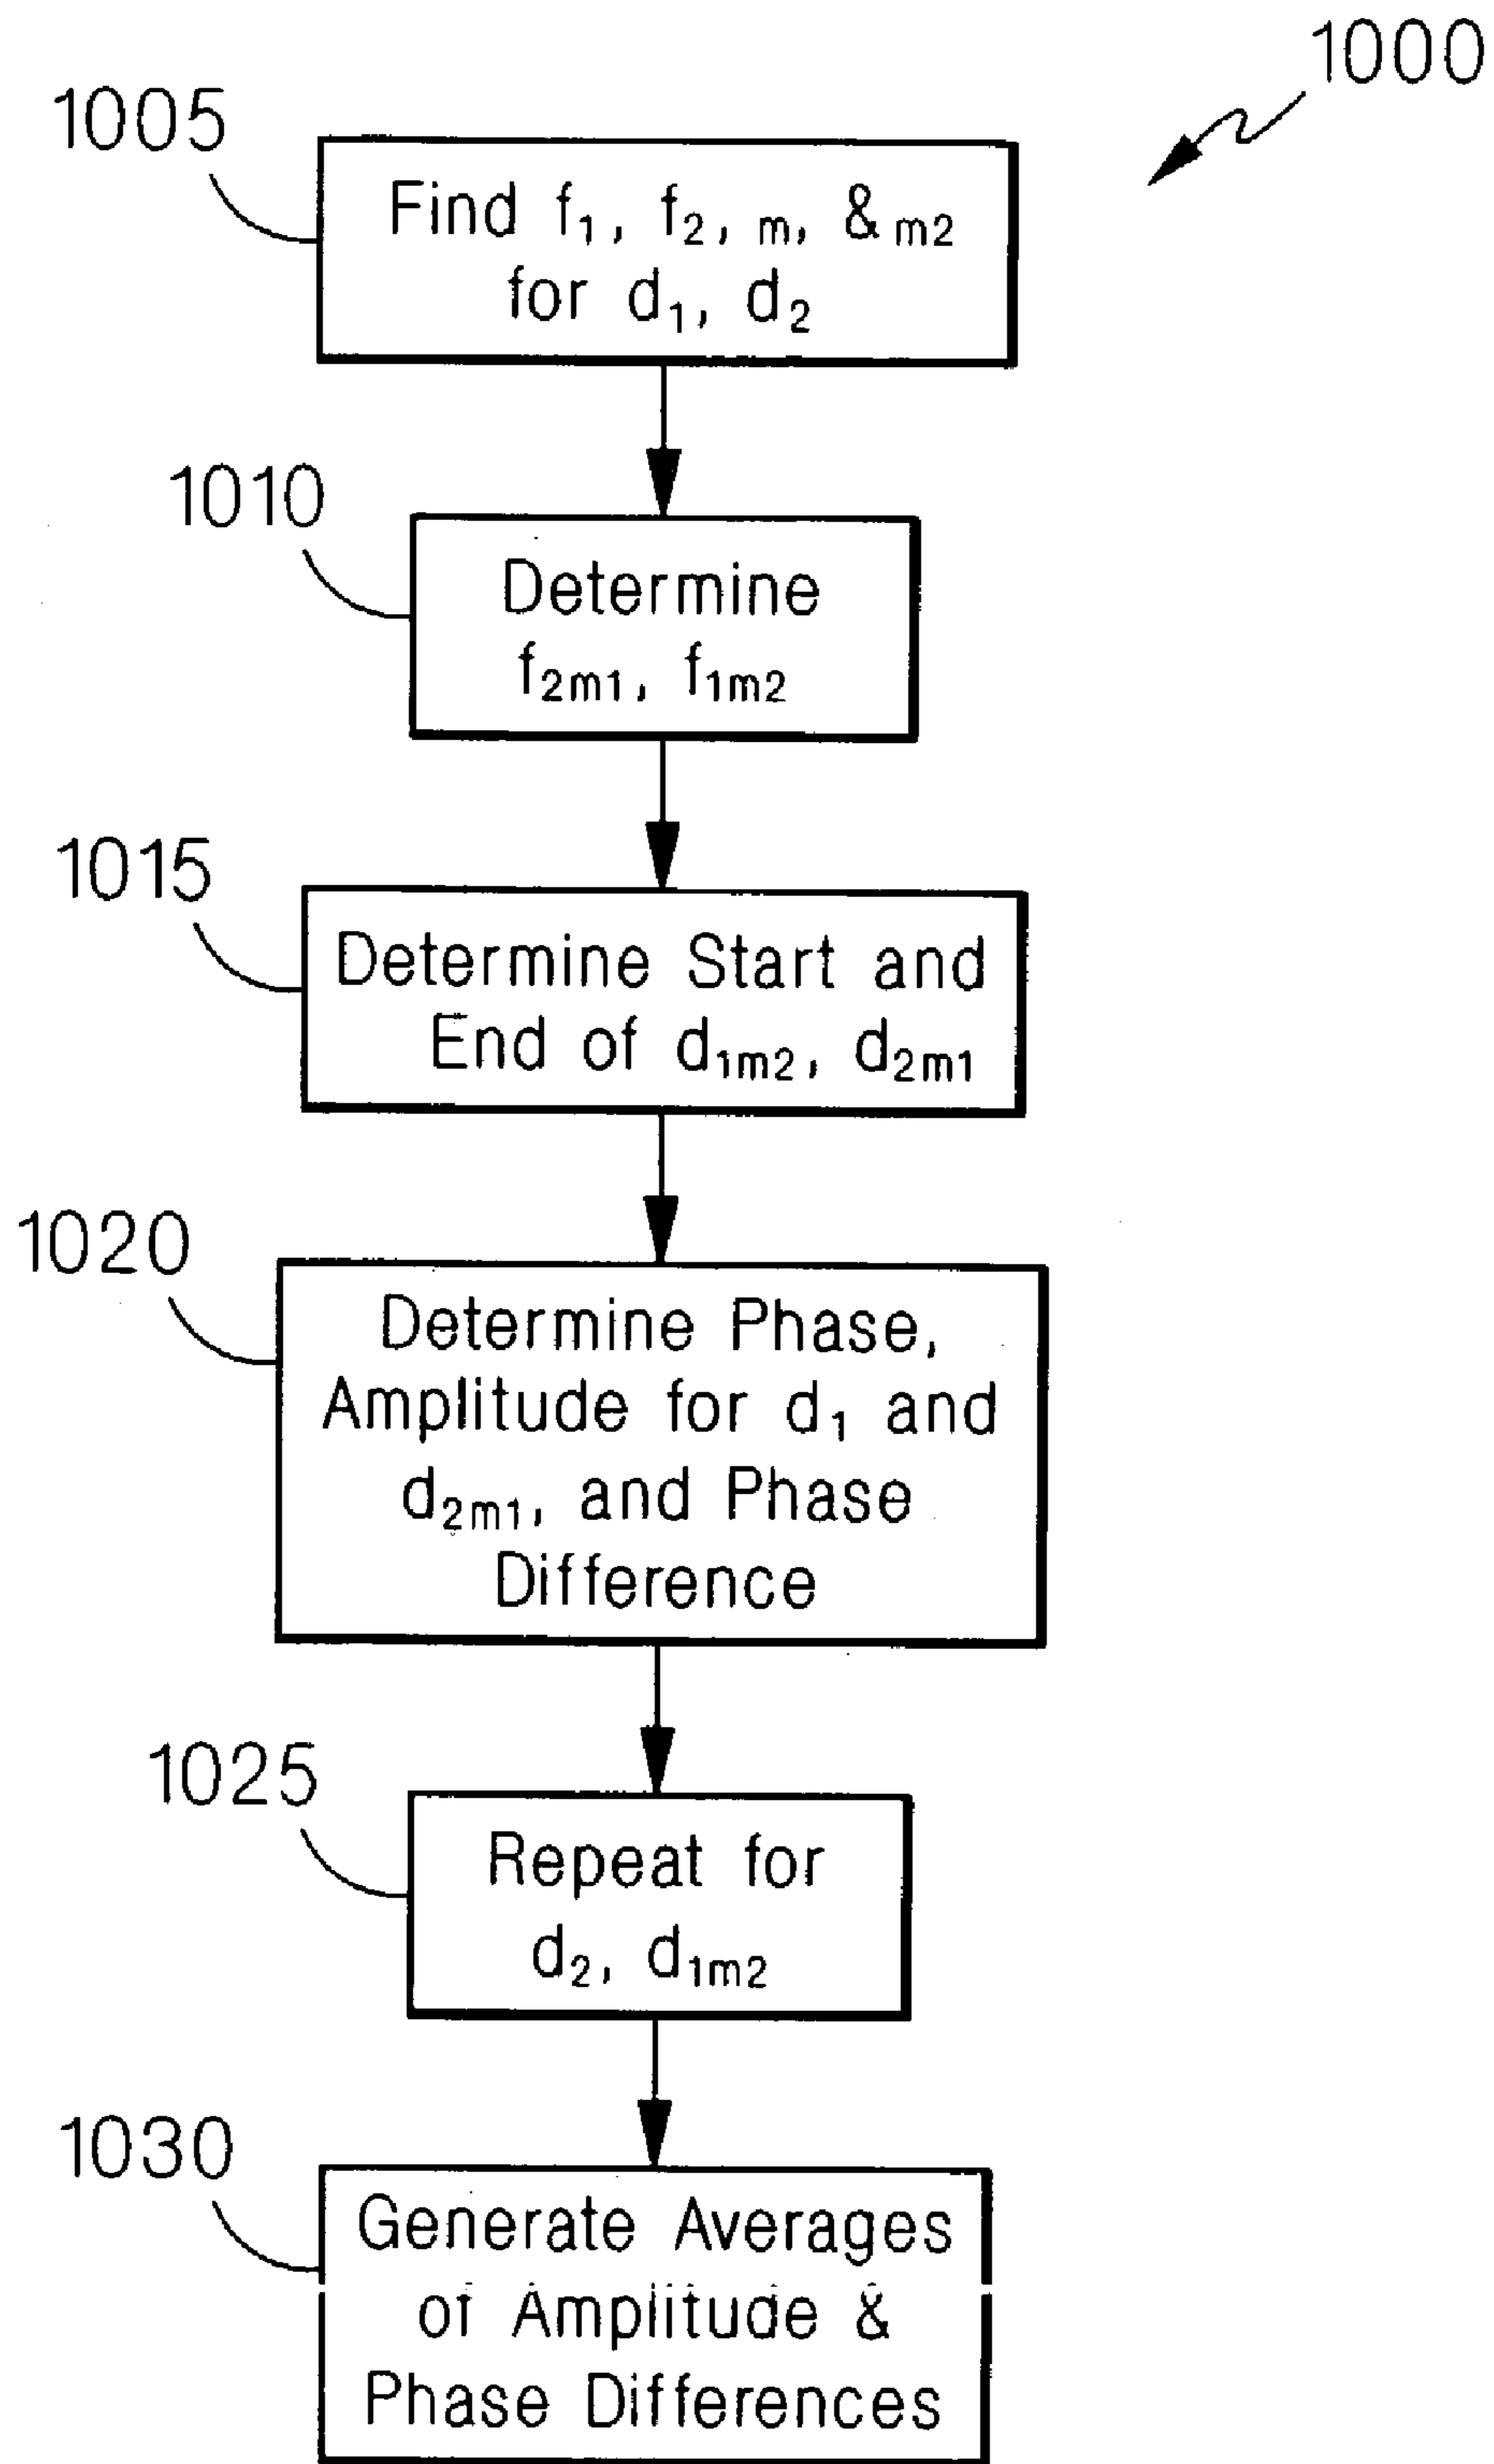 1000
1005
Find f₁, f₂, m, & m2
for d₁, d₂
1010
Determine
f₂ₘ₁, f₁ₘ₂
1015
Determine Start and
End of d₁ₘ₂, d₂ₘ₁
1020
Determine Phase,
Amplitude for d₁ and
d₂ₘ₁, and Phase
Difference
1025
Repeat for
d₂, d₁ₘ₂
1030
Generate Averages
of Amplitude &
Phase Differences